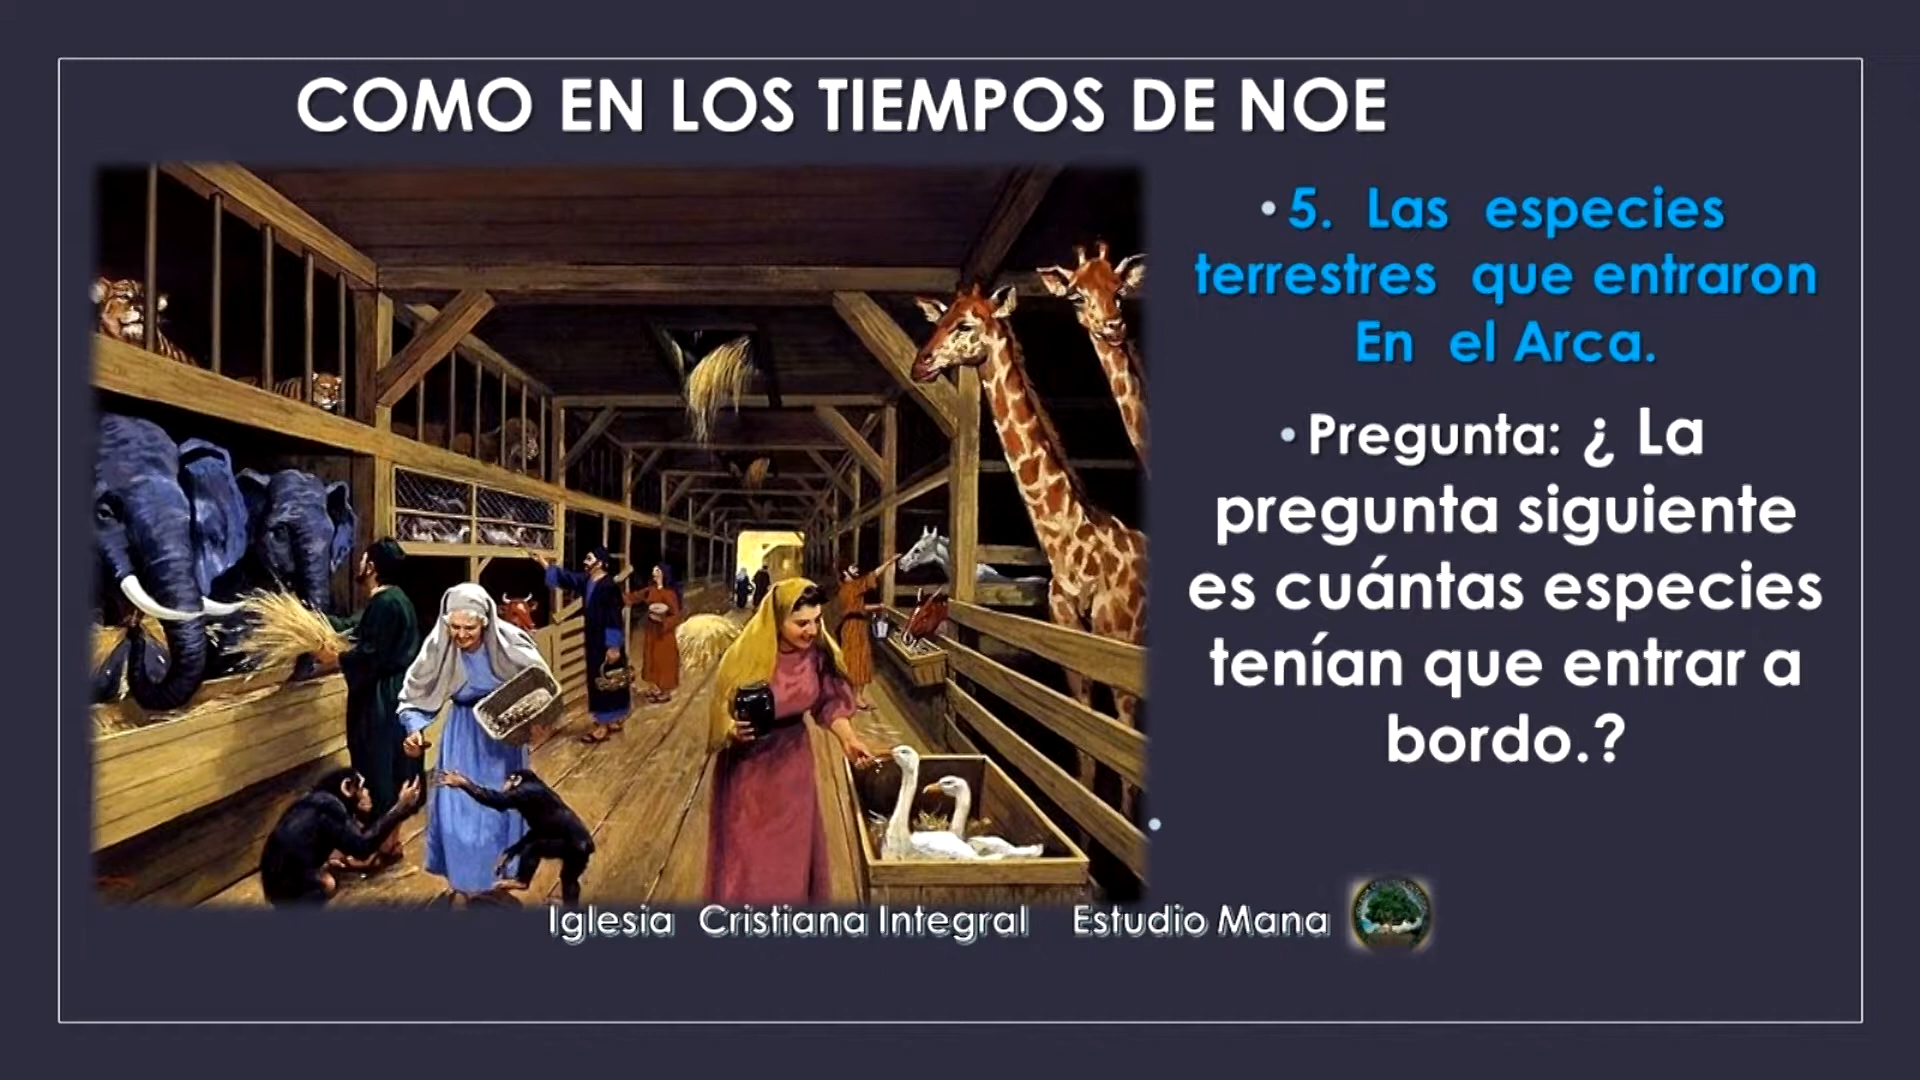 COMO EN LOS TIEMPOS DE NOE
• 5. Las especies
terrestres que entraron
En el Arca.
• Pregunta: ¿ La
pregunta siguiente
es cuántas especies
tenían que entrar a
bordo.?
•
Iglesia Cristiana Integral Estudio Mana